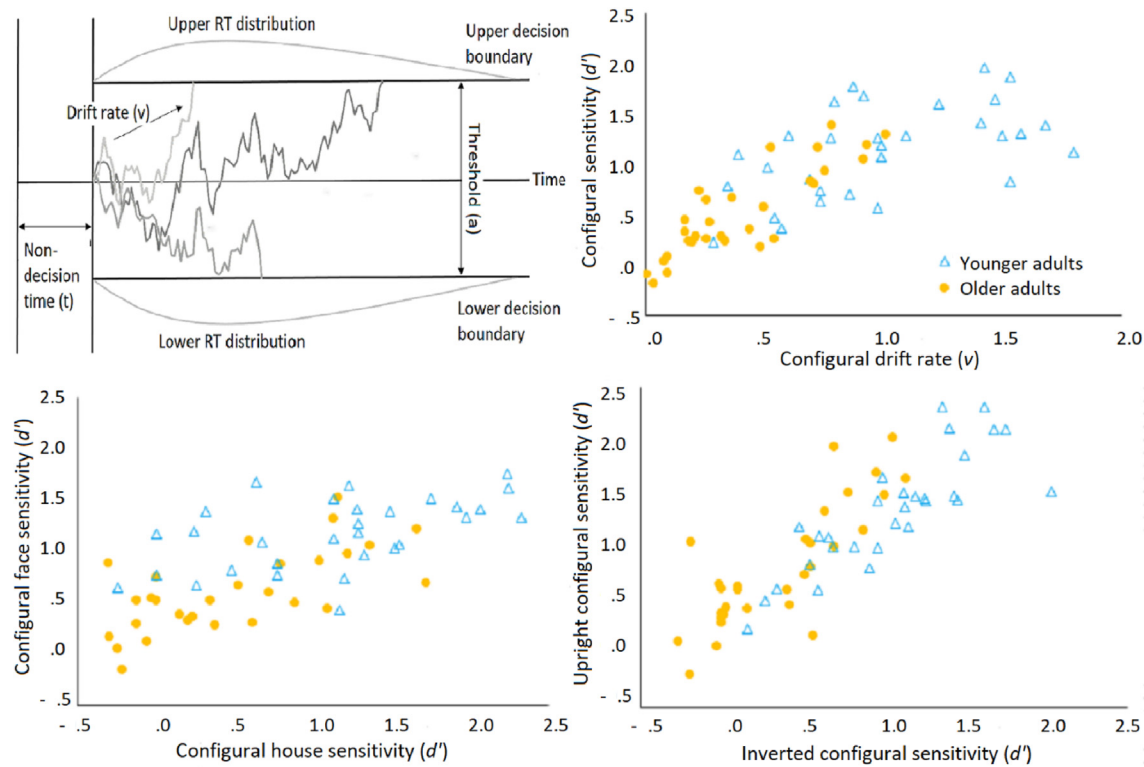 Upper RT distribution
Upper decision
boundary
Drift rate (v)
Threshold (a)
Time
Non-
decision
time (t)
Lower RT distribution
Lower decision
boundary
Configural sensitivity (d')
2.5
2.0
1.5
1.0
0.5
.0
- .5
Younger adults
Older adults
.0
.5
1.0
1.5
2.0
Configural drift rate (v)
Configural face sensitivity (d')
2.5
2.0
1.5
1.0
0.5
.0
- .5
- .5
.0
.5
1.0
1.5
2.0
2.5
Configural house sensitivity (d')
Upright configural sensitivity (d')
2.5
2.0
1.5
1.0
0.5
.0
- .5
- .5
.0
.5
1.0
1.5
2.0
2.5
Inverted configural sensitivity (d')